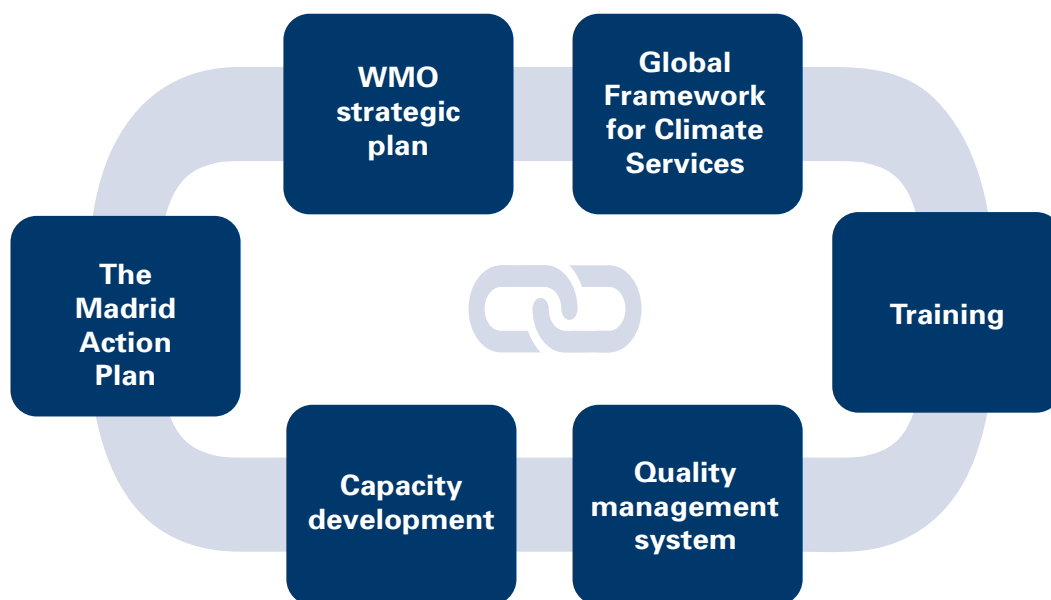 WMO
strategic
plan
Global
Framework
for Climate
Services
The
Madrid
Action
Plan
Training
Capacity
development
Quality
management
system